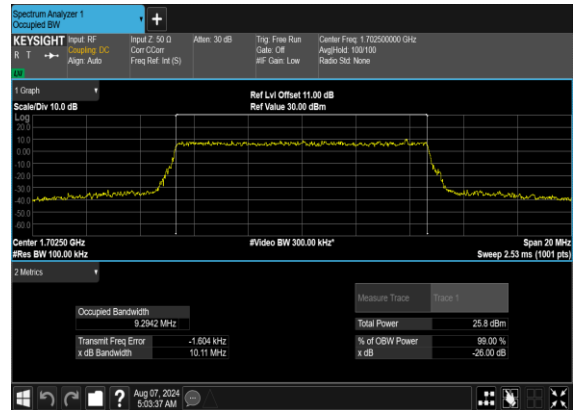 Spectrum Analyzer 1
Occupied BW
+
KEYSIGHT Input: RF Input Z: 50 Ω Atten: 30 dB Trig: Free Run Center Freq: 1.702500000 GHz
R T Coupling: DC Corr CCorr Gate: Off Avg|Hold: 100/100
Align: Auto Freq Ref: Int (S) #IF Gain: Low Radio Std: None
1 Graph
Ref Lvl Offset 11.00 dB
Scale/Div 10.0 dB Ref Value 30.00 dBm
Log
20.0
10.0
0.00
-10.0
-20.0
-30.0
-40.0
-50.0
-60.0
Center 1.70250 GHz #Video BW 300.00 kHz* Span 20 MHz
#Res BW 100.00 kHz Sweep 2.53 ms (1001 pts)
2 Metrics
Measure Trace Trace 1
Occupied Bandwidth
9.2942 MHz
Total Power 25.8 dBm
Transmit Freq Error -1.604 kHz % of OBW Power 99.00 %
x dB Bandwidth 10.11 MHz x dB -26.00 dB
? Aug 07, 2024
5:03:37 AM